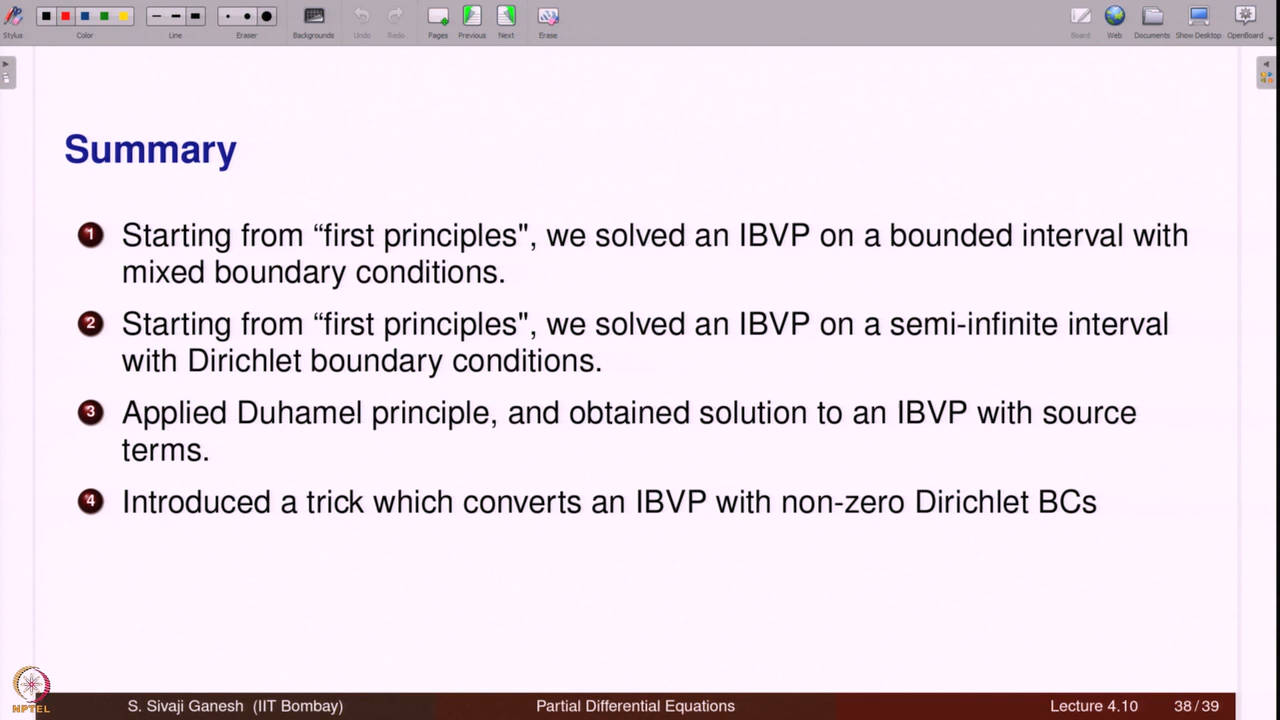 Stylus Color Line Eraser Backgrounds Undo Redo Pages Previous Next Erase Board Web Documents Show Desktop OpenBoard
Summary
1 Starting from “first principles", we solved an IBVP on a bounded interval with
mixed boundary conditions.
2 Starting from “first principles", we solved an IBVP on a semi-infinite interval
with Dirichlet boundary conditions.
3 Applied Duhamel principle, and obtained solution to an IBVP with source
terms.
4 Introduced a trick which converts an IBVP with non-zero Dirichlet BCs
NPTEL
S. Sivaji Ganesh (IIT Bombay) Partial Differential Equations Lecture 4.10 38/39